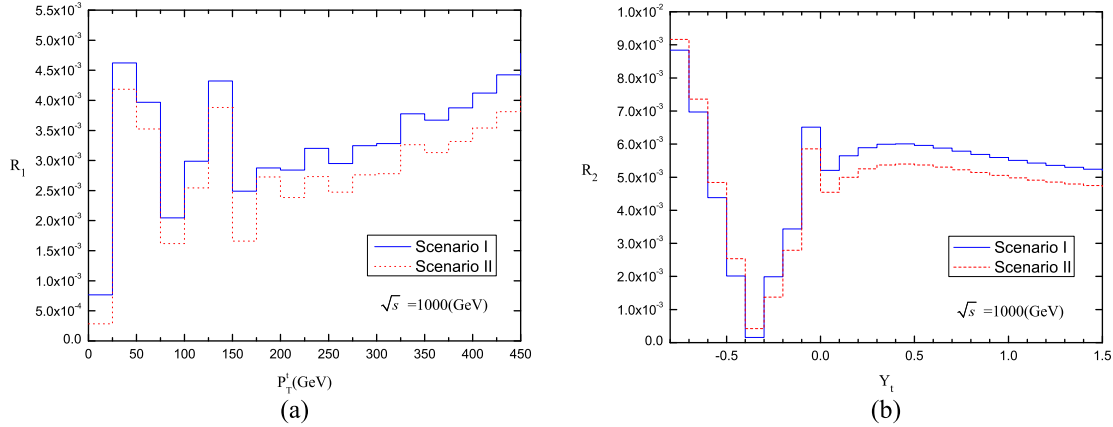 5.5x10⁻³
5.0x10⁻³
4.5x10⁻³
4.0x10⁻³
3.5x10⁻³
3.0x10⁻³
2.5x10⁻³
2.0x10⁻³
1.5x10⁻³
1.0x10⁻³
5.0x10⁻⁴
0.0
R₁
Scenario I
Scenario II
√s =1000(GeV)
0 50 100 150 200 250 300 350 400 450
P_T^t(GeV)
(a)
1.0x10⁻²
9.0x10⁻³
8.0x10⁻³
7.0x10⁻³
6.0x10⁻³
5.0x10⁻³
4.0x10⁻³
3.0x10⁻³
2.0x10⁻³
1.0x10⁻³
0.0
R₂
Scenario I
Scenario II
√s =1000(GeV)
-0.5 0.0 0.5 1.0 1.5
Y_t
(b)